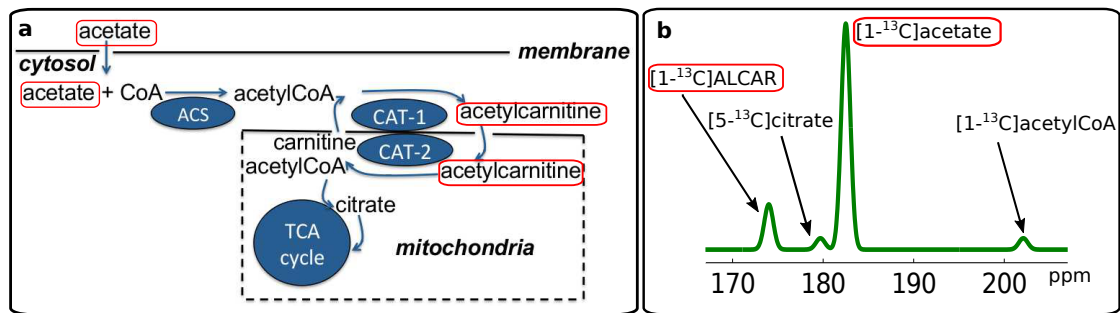 a
acetate
membrane
cytosol
acetate + CoA
acetylCoA
ACS
CAT-1
acetylcarnitine
carnitine
CAT-2
acetylCoA
acetylcarnitine
citrate
TCA
cycle
mitochondria
b
[1-¹³C]acetate
[1-¹³C]ALCAR
[5-¹³C]citrate
[1-¹³C]acetylCoA
170 180 190 200 ppm